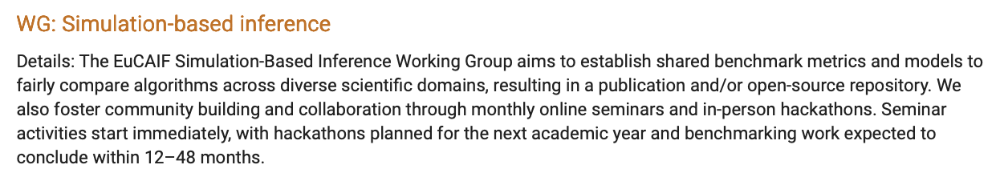 WG: Simulation-based inference
Details: The EuCAIF Simulation-Based Inference Working Group aims to establish shared benchmark metrics and models to
fairly compare algorithms across diverse scientific domains, resulting in a publication and/or open-source repository. We
also foster community building and collaboration through monthly online seminars and in-person hackathons. Seminar
activities start immediately, with hackathons planned for the next academic year and benchmarking work expected to
conclude within 12–48 months.